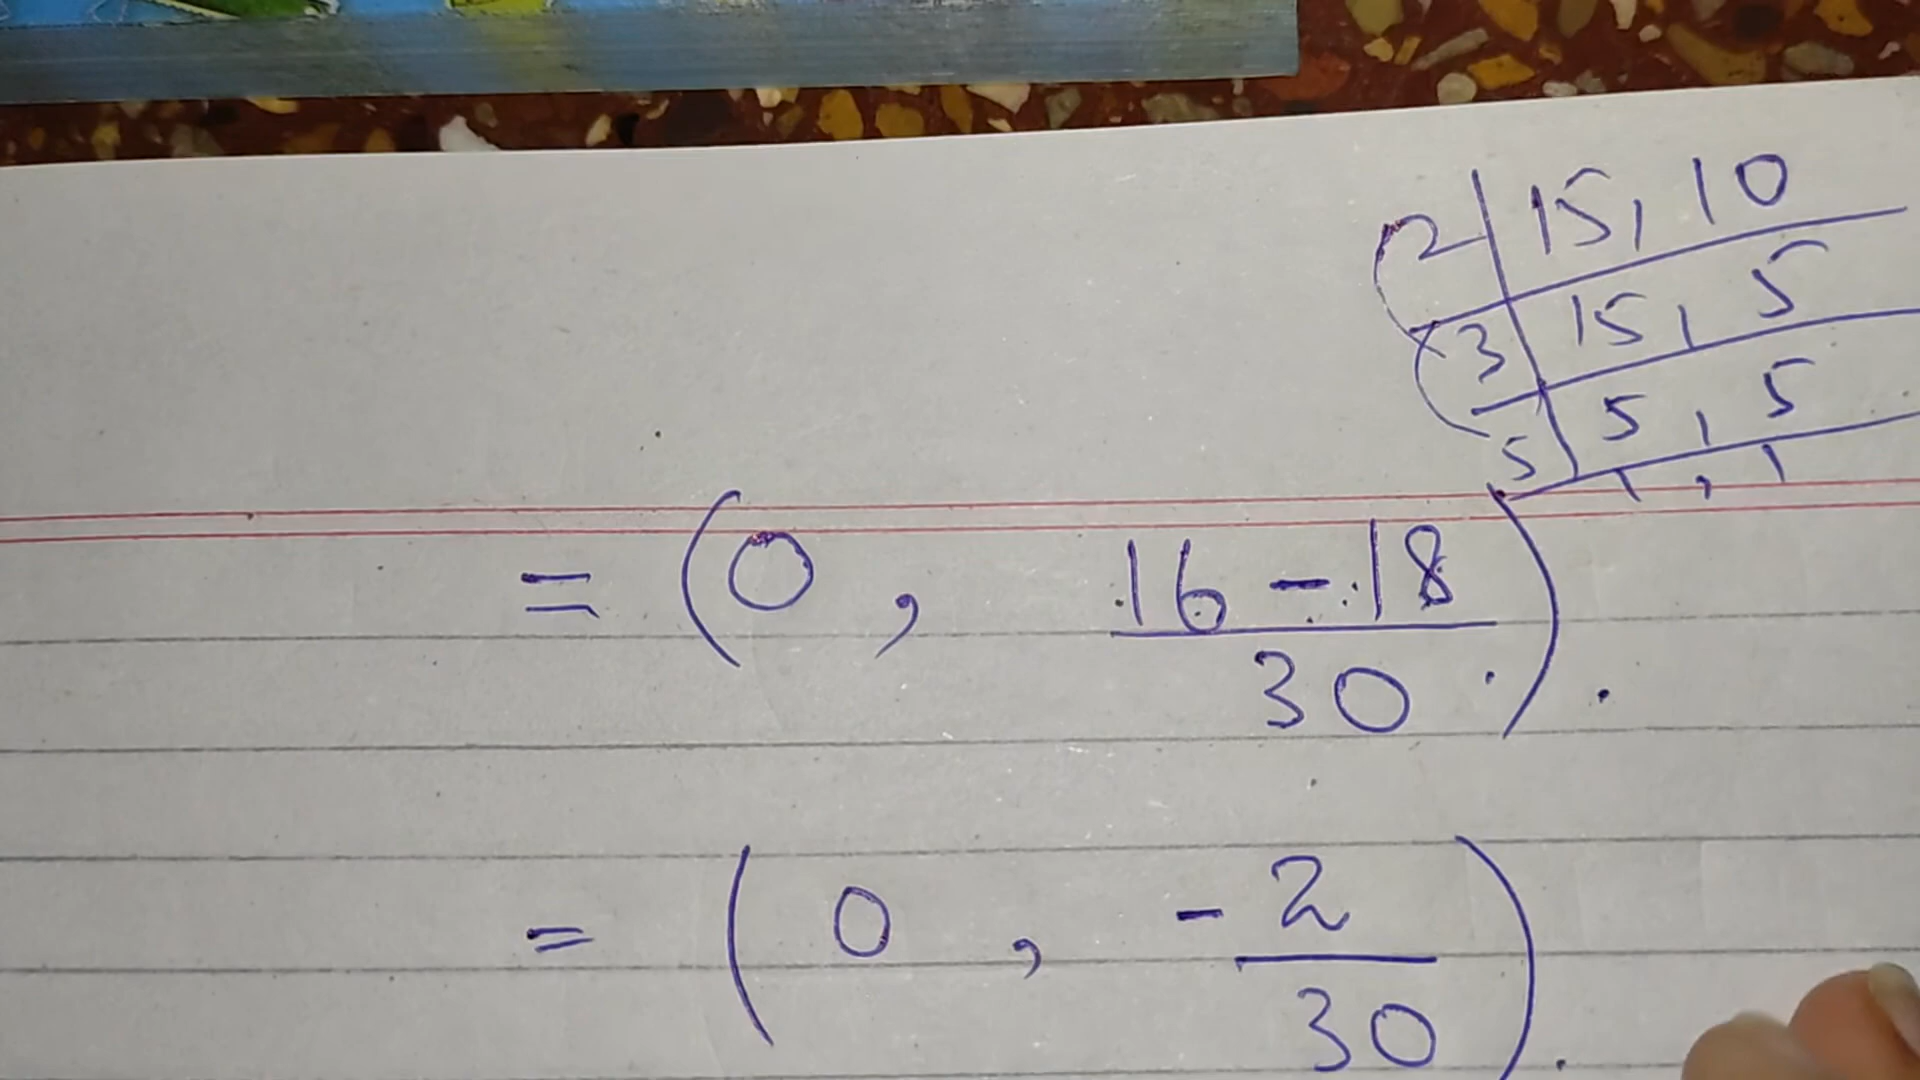 2 | 15, 10
3 | 15, 5
5 | 5, 5
1, 1
= (0, 16 - 18 / 30).
= (0, - 2 / 30).